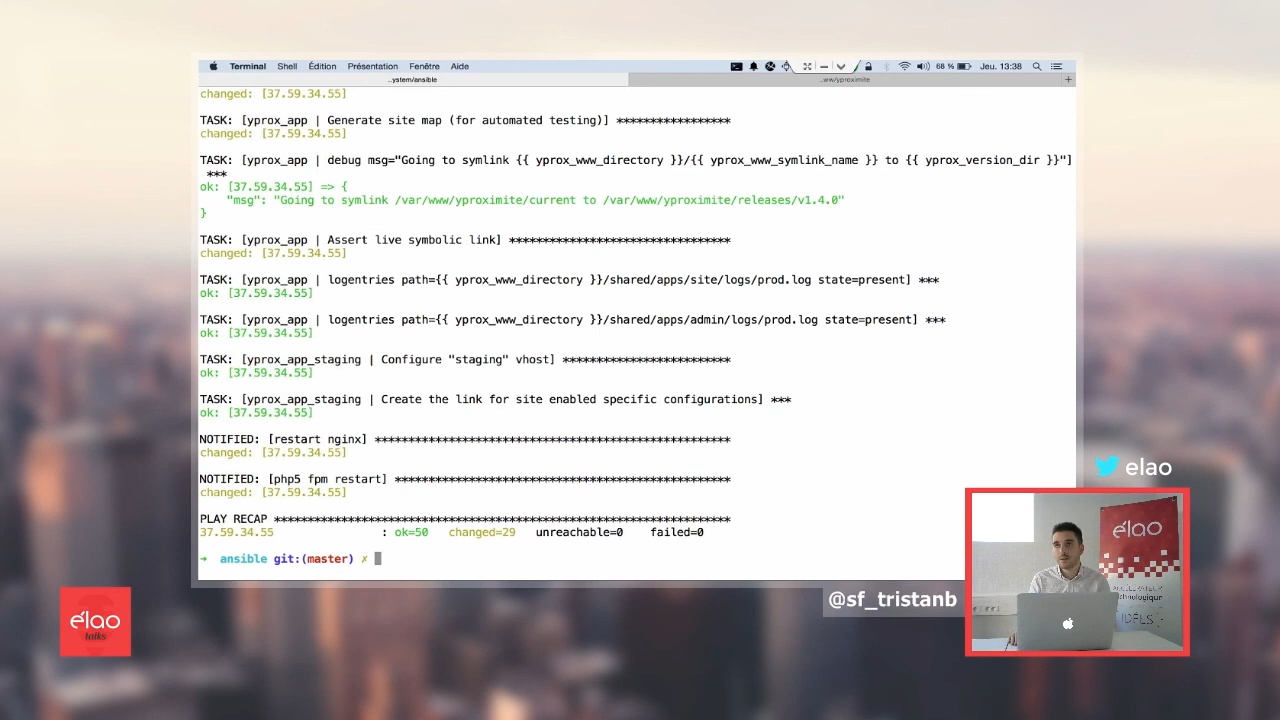 Terminal Shell Édition Présentation Fenêtre Aide 68 % Jeu. 13:38
..ystem/ansible ..ww/yproximite +
changed: [37.59.34.55]
TASK: [yprox_app | Generate site map (for automated testing)] *****************
changed: [37.59.34.55]
TASK: [yprox_app | debug msg="Going to symlink {{ yprox_www_directory }}/{{ yprox_www_symlink_name }} to {{ yprox_version_dir }}"]
***
ok: [37.59.34.55] => {
"msg": "Going to symlink /var/www/yproximite/current to /var/www/yproximite/releases/v1.4.0"
}
TASK: [yprox_app | Assert live symbolic link] *********************************
changed: [37.59.34.55]
TASK: [yprox_app | logentries path={{ yprox_www_directory }}/shared/apps/site/logs/prod.log state=present] ***
ok: [37.59.34.55]
TASK: [yprox_app | logentries path={{ yprox_www_directory }}/shared/apps/admin/logs/prod.log state=present] ***
ok: [37.59.34.55]
TASK: [yprox_app_staging | Configure "staging" vhost] *************************
ok: [37.59.34.55]
TASK: [yprox_app_staging | Create the link for site enabled specific configurations] ***
ok: [37.59.34.55]
NOTIFIED: [restart nginx] *****************************************************
changed: [37.59.34.55]
NOTIFIED: [php5 fpm restart] **************************************************
changed: [37.59.34.55]
PLAY RECAP ********************************************************************
37.59.34.55 : ok=50 changed=29 unreachable=0 failed=0
→ ansible git:(master) ✗
elao
élao
talks
@sf_tristanb
élao